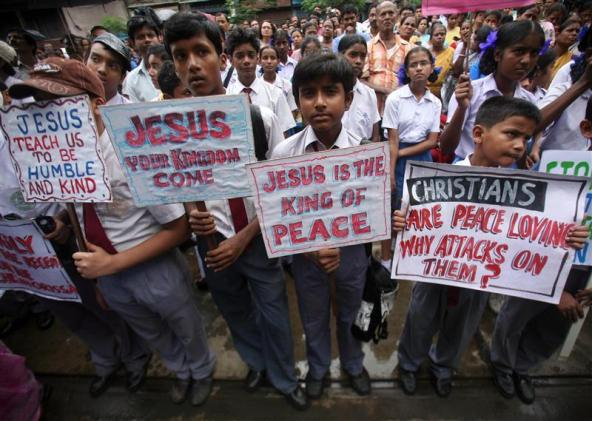 JESUS
TEACH US
TO BE
HUMBLE
AND KIND
JESUS
YOUR KINGDOM
COME
JESUS IS THE
KING OF
PEACE
CHRISTIANS
ARE PEACE LOVING
WHY ATTACKS ON
THEM?